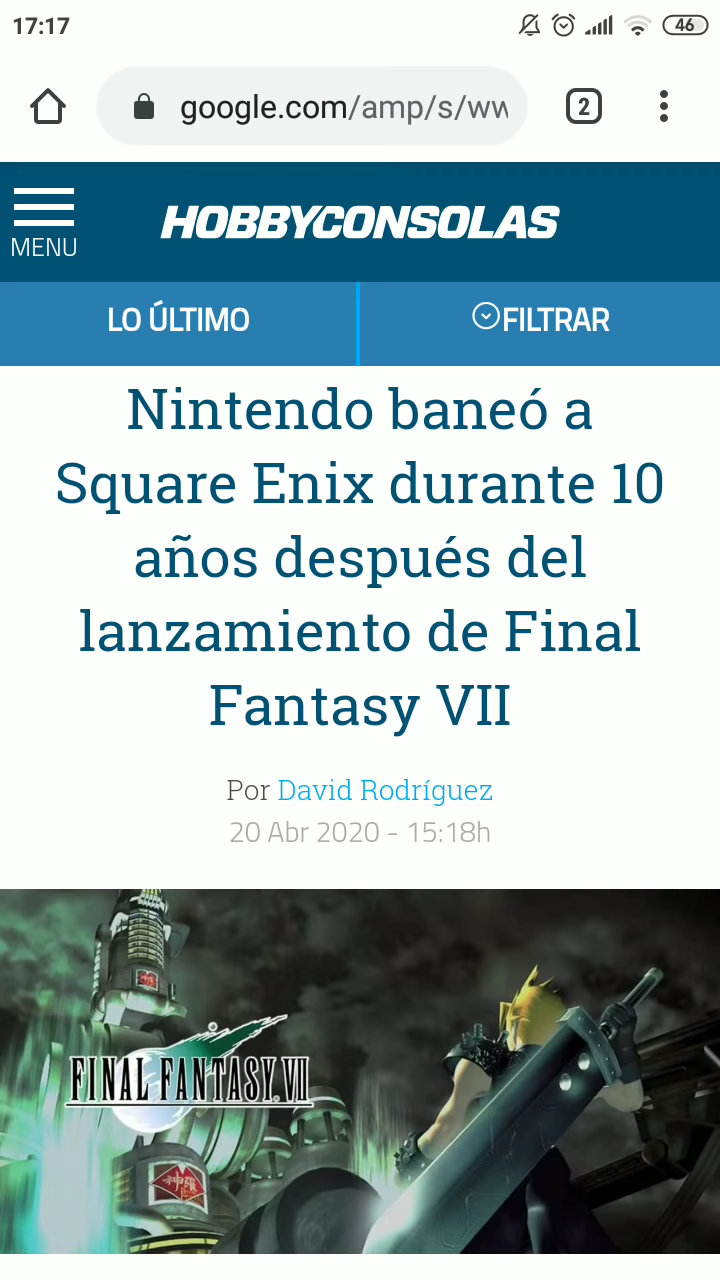 17:17
46
google.com/amp/s/ww
2
MENU
HOBBYCONSOLAS
LO ÚLTIMO
FILTRAR
Nintendo baneó a
Square Enix durante 10
años después del
lanzamiento de Final
Fantasy VII
Por David Rodríguez
20 Abr 2020 - 15:18h
FINAL FANTASY. VII
神羅